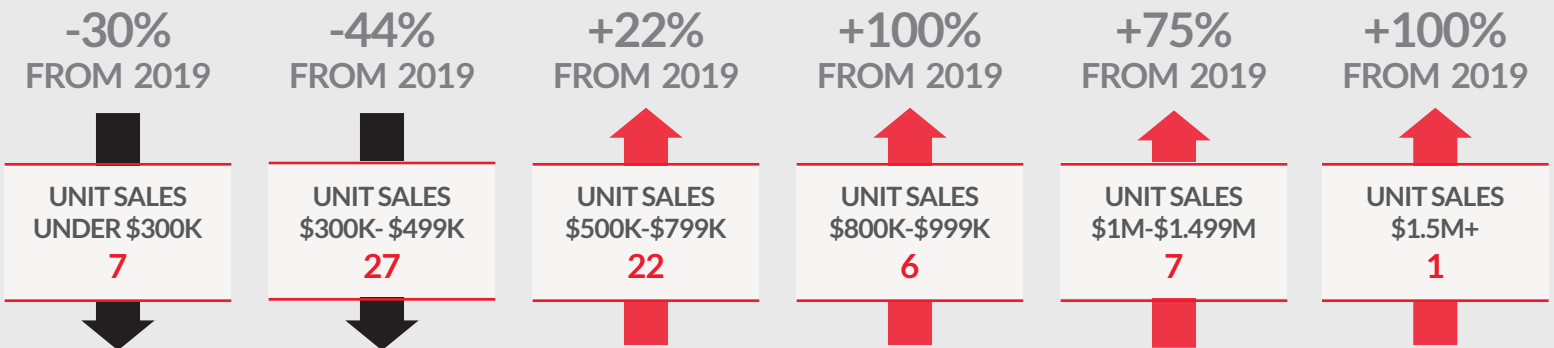 -30%
FROM 2019
UNIT SALES
UNDER $300K
7
-44%
FROM 2019
UNIT SALES
$300K- $499K
27
+22%
FROM 2019
UNIT SALES
$500K-$799K
22
+100%
FROM 2019
UNIT SALES
$800K-$999K
6
+75%
FROM 2019
UNIT SALES
$1M-$1.499M
7
+100%
FROM 2019
UNIT SALES
$1.5M+
1